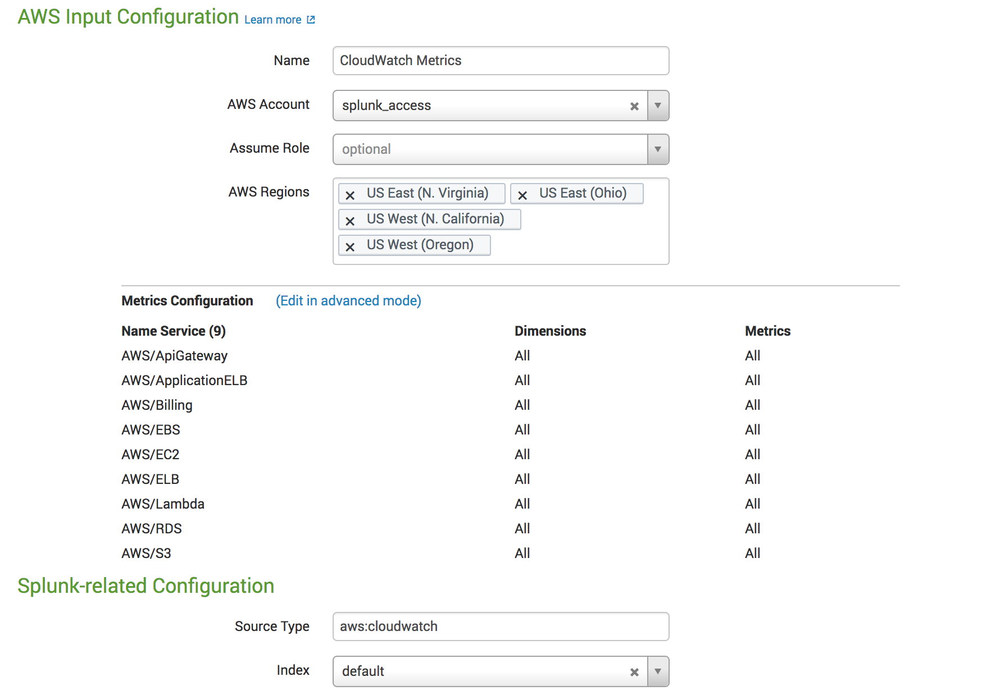 AWS Input Configuration Learn more
Name CloudWatch Metrics
AWS Account splunk_access
Assume Role optional
AWS Regions US East (N. Virginia) US East (Ohio)
US West (N. California)
US West (Oregon)
Metrics Configuration (Edit in advanced mode)
Name Service (9) Dimensions Metrics
AWS/ApiGateway All All
AWS/ApplicationELB All All
AWS/Billing All All
AWS/EBS All All
AWS/EC2 All All
AWS/ELB All All
AWS/Lambda All All
AWS/RDS All All
AWS/S3 All All
Splunk-related Configuration
Source Type aws:cloudwatch
Index default